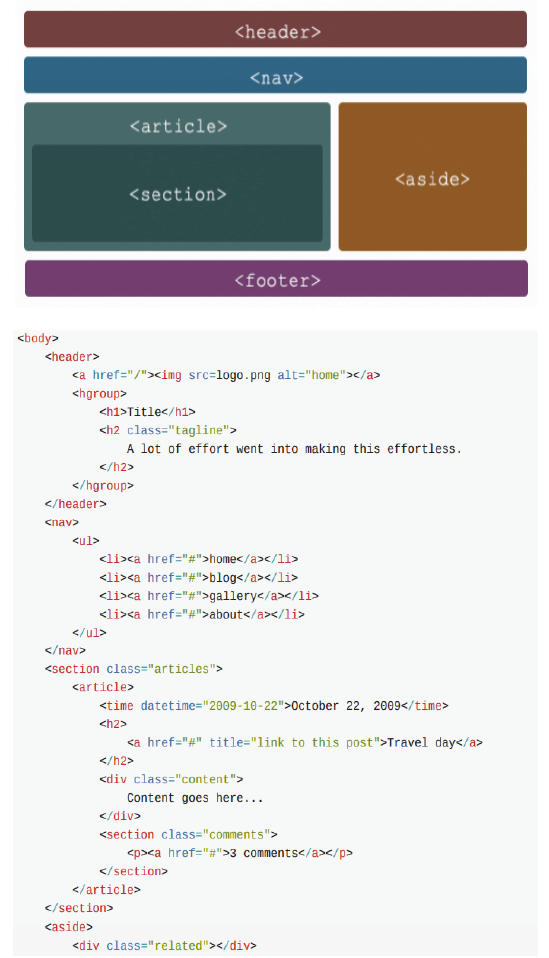 <header>
<nav>
<article>
<section>
<aside>
<footer>
<body>
    <header>
        <a href="/"><img src=logo.png alt="home"></a>
        <hgroup>
            <h1>Title</h1>
            <h2 class="tagline">
                A lot of effort went into making this effortless.
            </h2>
        </hgroup>
    </header>
    <nav>
        <ul>
            <li><a href="#">home</a></li>
            <li><a href="#">blog</a></li>
            <li><a href="#">gallery</a></li>
            <li><a href="#">about</a></li>
        </ul>
    </nav>
    <section class="articles">
        <article>
            <time datetime="2009-10-22">October 22, 2009</time>
            <h2>
                <a href="#" title="link to this post">Travel day</a>
            </h2>
            <div class="content">
                Content goes here...
            </div>
            <section class="comments">
                <p><a href="#">3 comments</a></p>
            </section>
        </article>
    </section>
    <aside>
        <div class="related"></div>